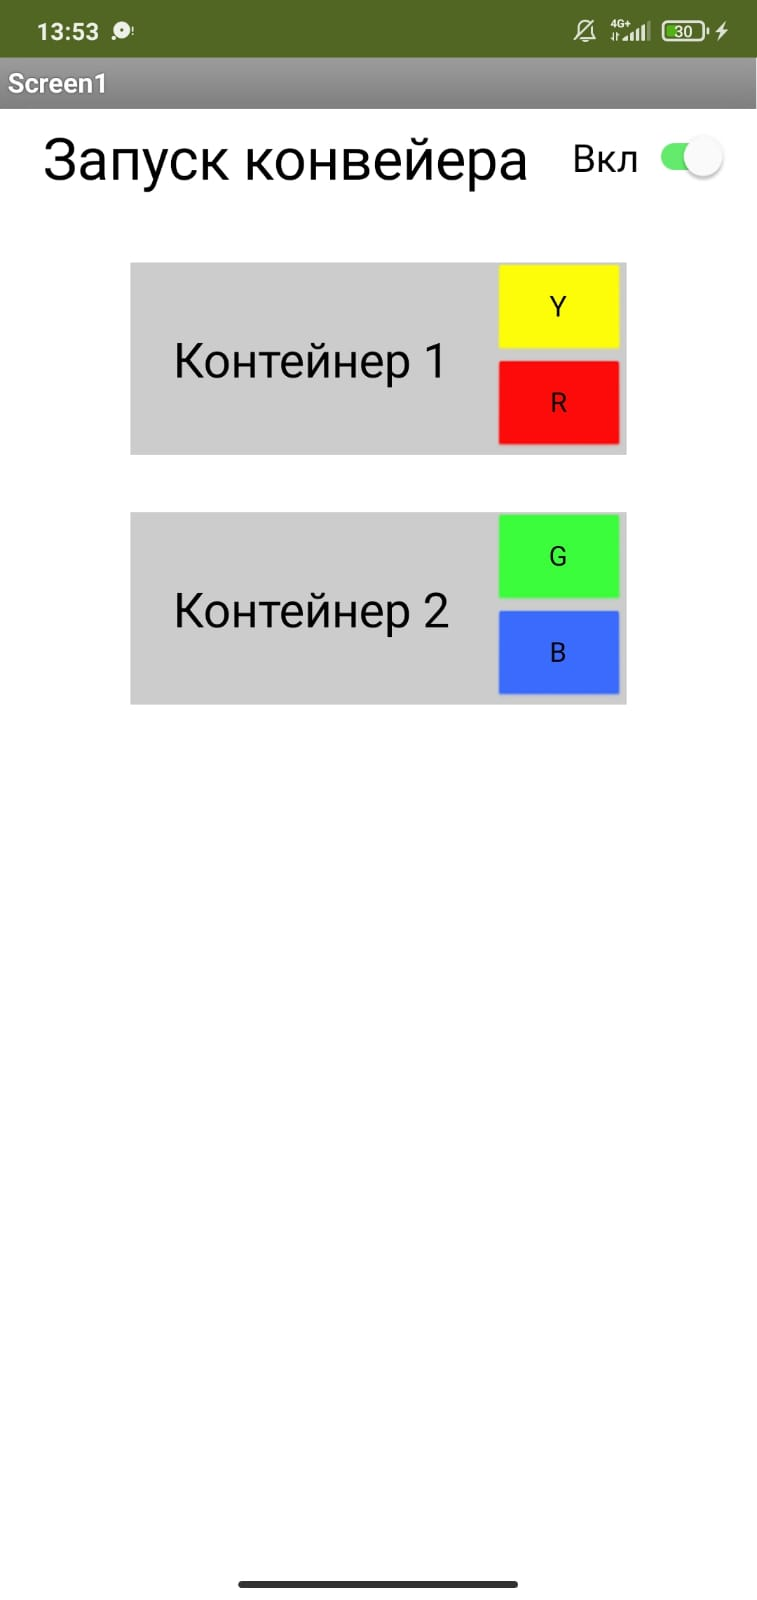 13:53 4G+ 30
Screen1
Запуск конвейера Вкл
Y
Контейнер 1
R
G
Контейнер 2
B